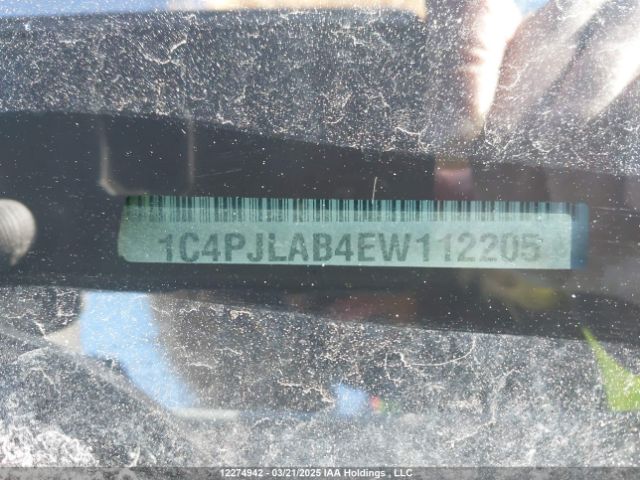 1C4PJLAB4EW112205
12274942 - 03/21/2025 IAA Holdings , LLC